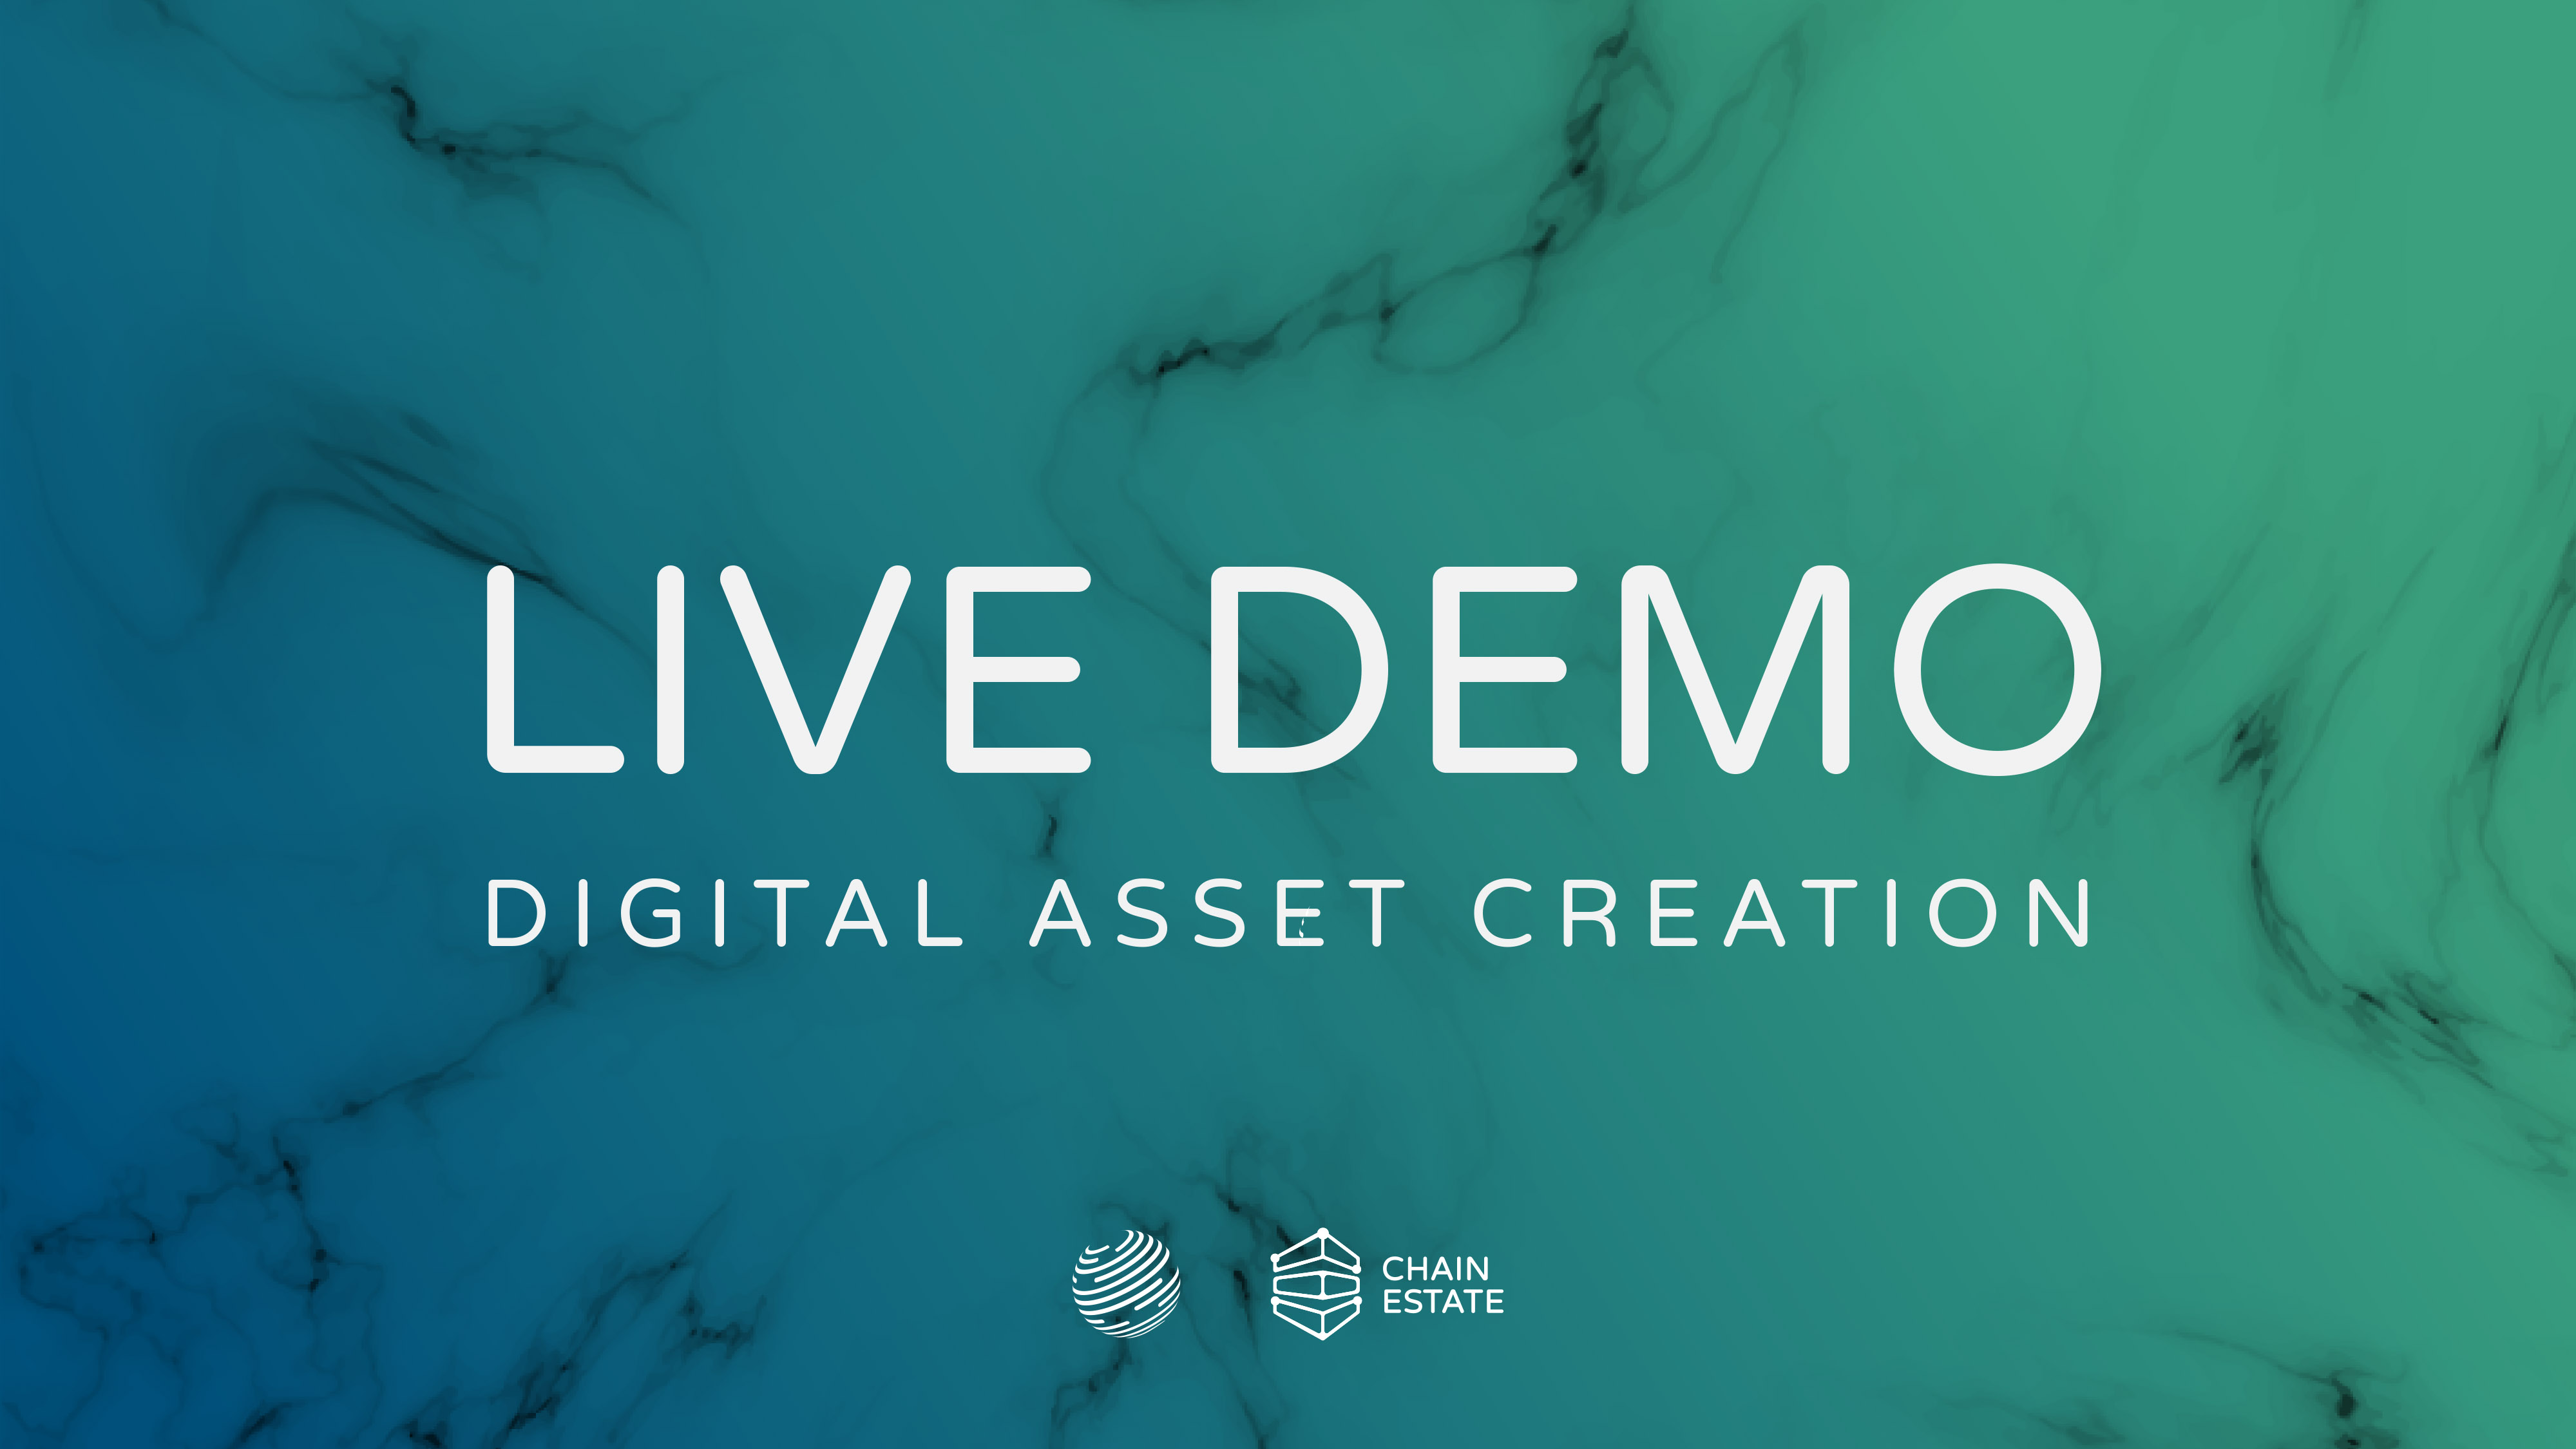 LIVE DEMO
DIGITAL ASSET CREATION
CHAIN
ESTATE